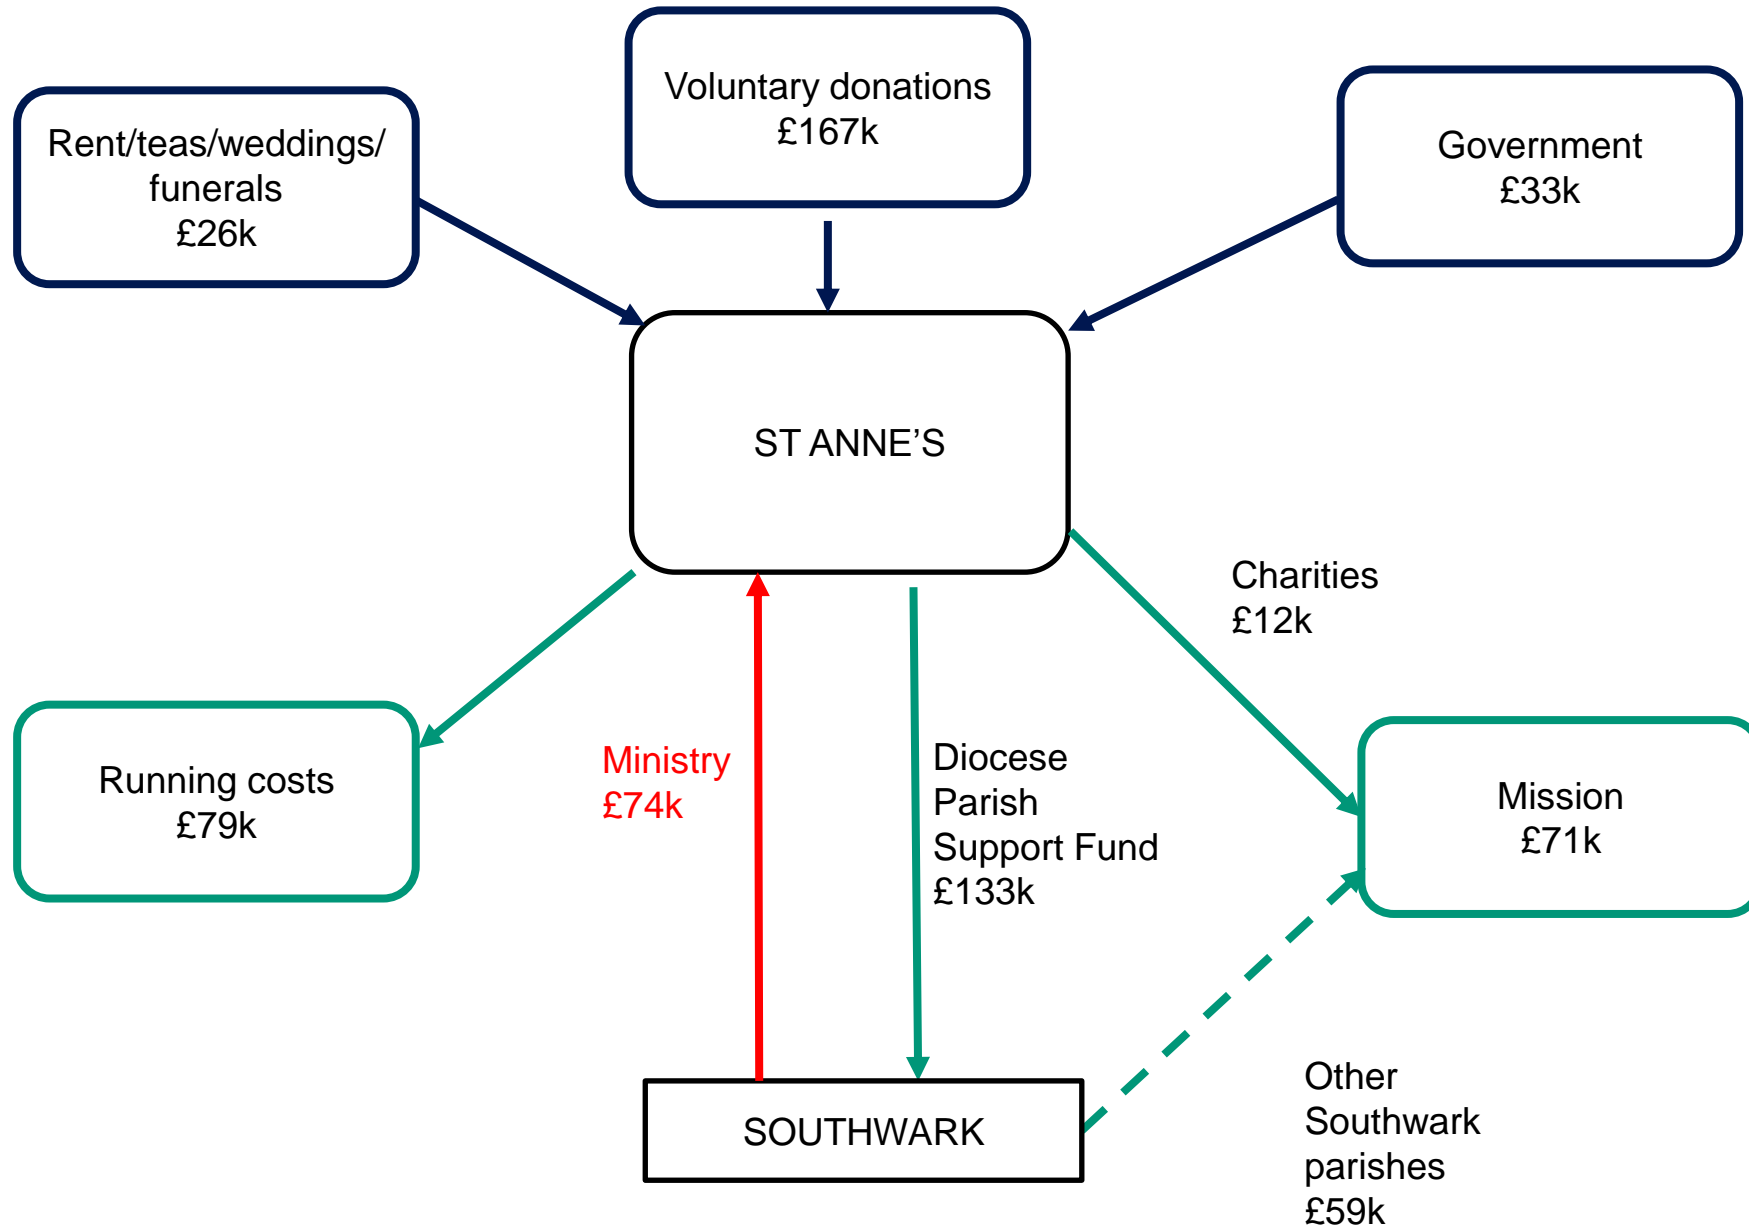 Voluntary donations
£167k
Rent/teas/weddings/
funerals
£26k
Government
£33k
ST ANNE’S
Charities
£12k
Running costs
£79k
Ministry
£74k
Diocese
Parish
Support Fund
£133k
Mission
£71k
SOUTHWARK
Other
Southwark
parishes
£59k